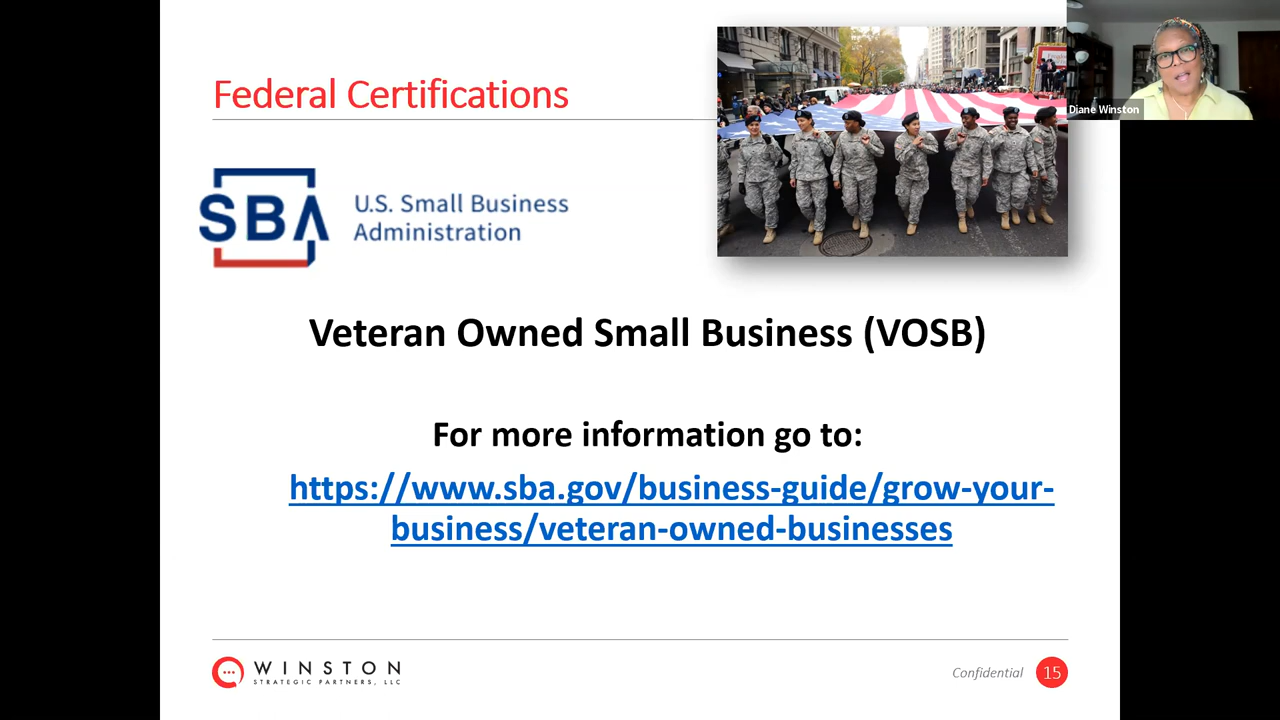 Federal Certifications
Diane Winston
SBA
U.S. Small Business
Administration
Veteran Owned Small Business (VOSB)
For more information go to:
https://www.sba.gov/business-guide/grow-your-
business/veteran-owned-businesses
WINSTON
STRATEGIC PARTNERS, LLC
Confidential
15